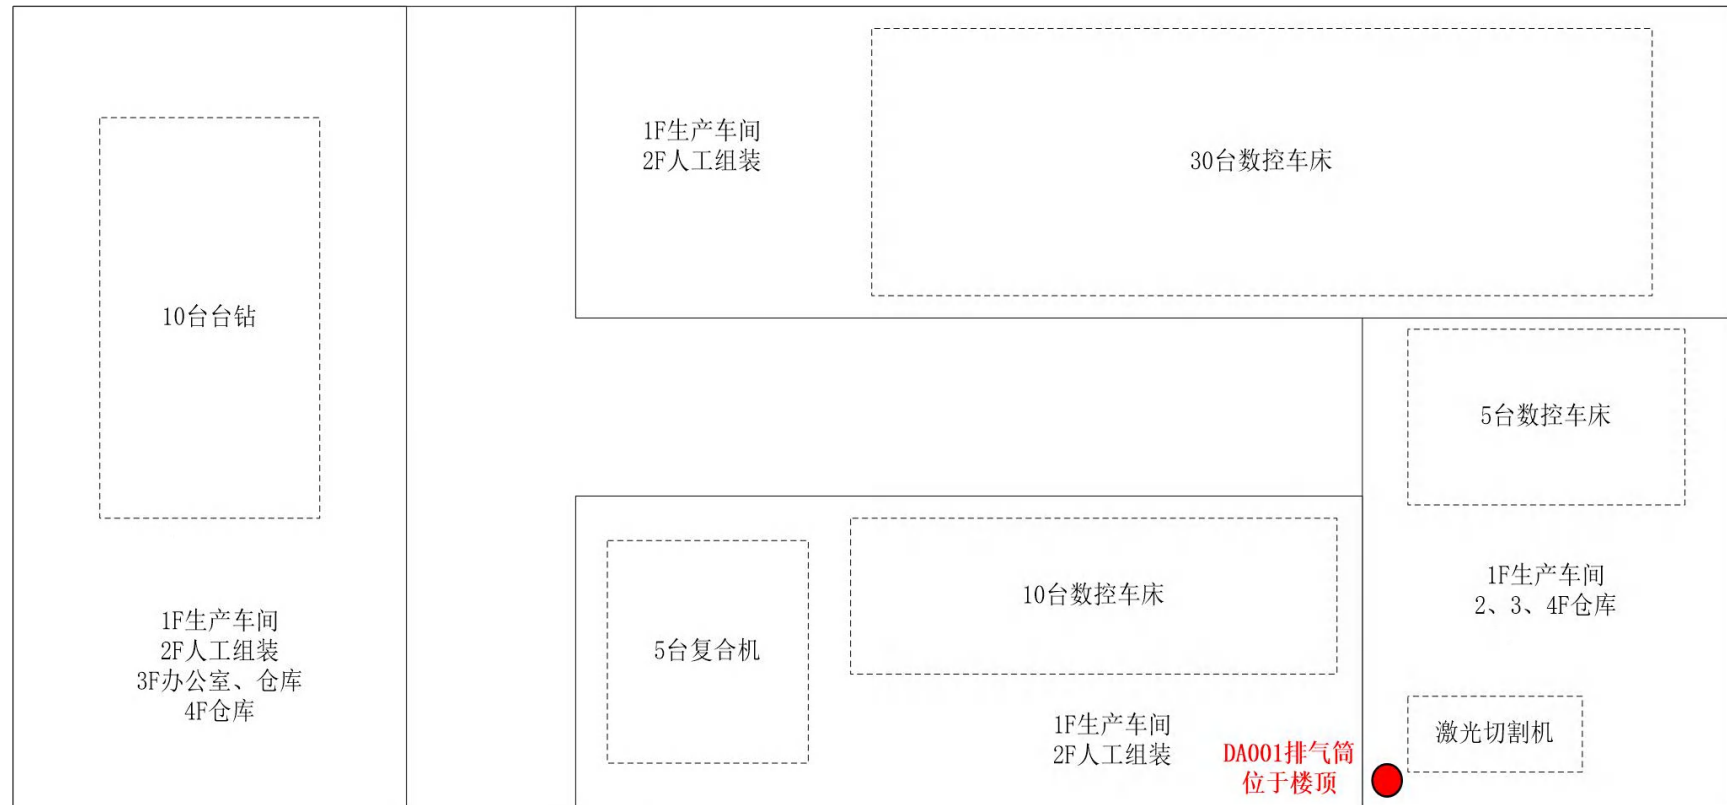 1F生产车间
2F人工组装
30台数控车床
10台台钻
5台数控车床
1F生产车间
2、3、4F仓库
10台数控车床
5台复合机
1F生产车间
2F人工组装
3F办公室、仓库
4F仓库
1F生产车间
2F人工组装
DA001排气筒
位于楼顶
激光切割机